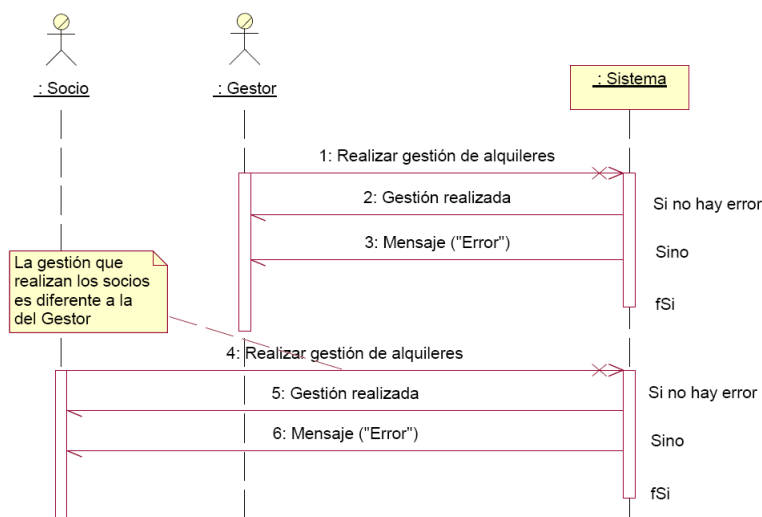 : Socio
: Gestor
: Sistema
1: Realizar gestión de alquileres
2: Gestión realizada
Si no hay error
3: Mensaje ("Error")
Sino
La gestión que
realizan los socios
es diferente a la
del Gestor
fSi
4: Realizar gestión de alquileres
5: Gestión realizada
Si no hay error
6: Mensaje ("Error")
Sino
fSi